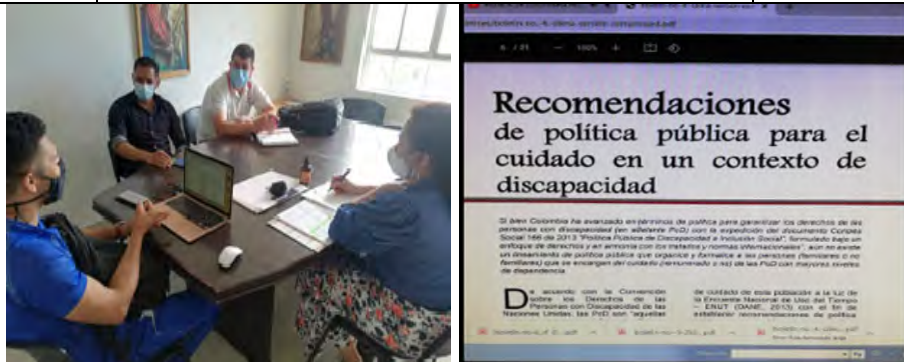 6 / 21 — 100% +
Recomendaciones
de política pública para el
cuidado en un contexto de
discapacidad
Si bien Colombia ha avanzado en términos de política para garantizar los derechos de las
personas con discapacidad (en adelante PcD) con la expedición del documento Conpes
Social 166 de 2013 "Política Pública de Discapacidad e Inclusión Social", formulado bajo un
enfoque de derechos y en armonía con los tratados y normas internacionales", aún no existe
un lineamiento de política pública que organice y formalice a las personas (familiares o no
familiares) que se encargan del cuidado (remunerado o no) de las PcD con mayores niveles
de dependencia.
De acuerdo con la Convención
sobre los Derechos de las
Personas con Discapacidad de las
Naciones Unidas, las PcD son "aquellas
de cuidado de esta población a la luz de
la Encuesta Nacional de Uso del Tiempo
– ENUT (DANE, 2013) con el fin de
establecer recomendaciones de política